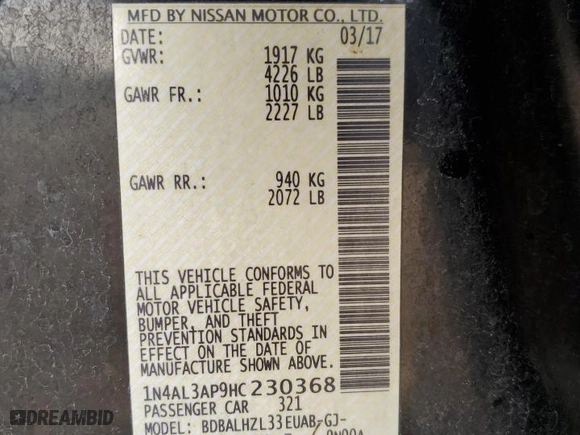 MFD BY NISSAN MOTOR CO., LTD.
DATE: 03/17
GVWR: 1917 KG
4226 LB
GAWR FR.: 1010 KG
2227 LB
GAWR RR.: 940 KG
2072 LB
THIS VEHICLE CONFORMS TO
ALL APPLICABLE FEDERAL
MOTOR VEHICLE SAFETY,
BUMPER, AND THEFT
PREVENTION STANDARDS IN
EFFECT ON THE DATE OF
MANUFACTURE SHOWN ABOVE.
1N4AL3AP9HC230368
PASSENGER CAR 321
MODEL: BDBALHZL33EUAB-GJ-
DREAMBID